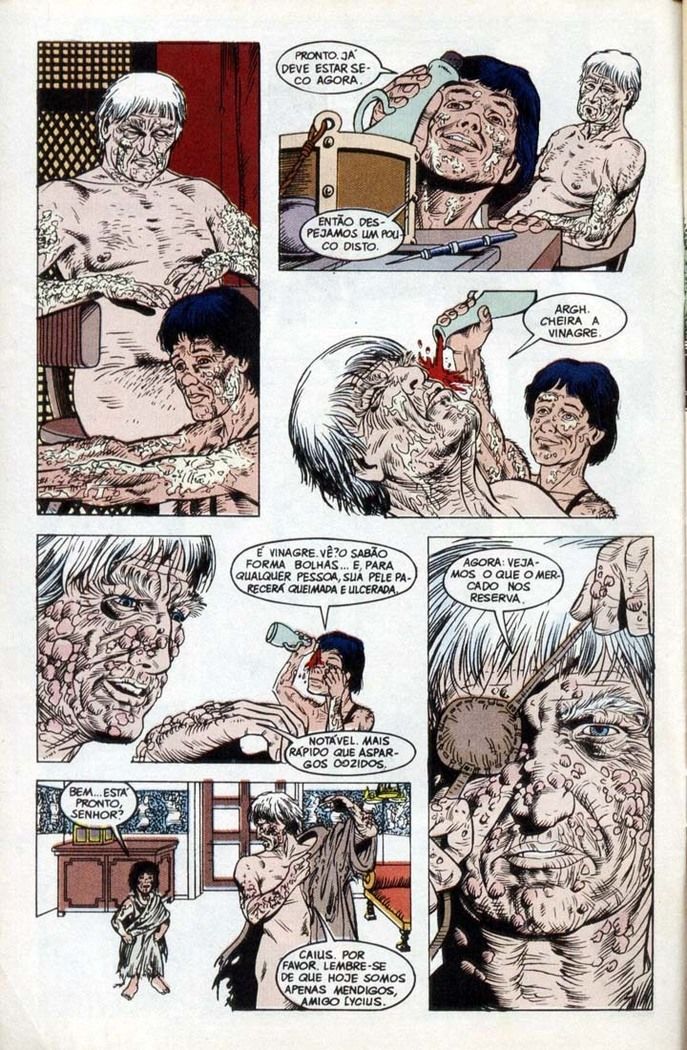 PRONTO. JÁ
DEVE ESTAR SE-
CO AGORA.
ENTÃO DES-
PEJAMOS UM POU-
CO DISTO.
ARGH.
CHEIRA A
VINAGRE.
É VINAGRE. VÊ? O SABÃO
FORMA BOLHAS... E, PARA
QUALQUER PESSOA, SUA PELE PA-
RECERÁ QUEIMADA E ULCERADA.
NOTÁVEL. MAIS
RÁPIDO QUE ASPAR-
GOS COZIDOS.
AGORA: VEJA-
MOS O QUE O MER-
CADO NOS
RESERVA.
BEM... ESTÁ
PRONTO,
SENHOR?
CAIUS. POR
FAVOR. LEMBRE-SE
DE QUE HOJE SOMOS
APENAS MENDIGOS,
AMIGO LYCIUS.